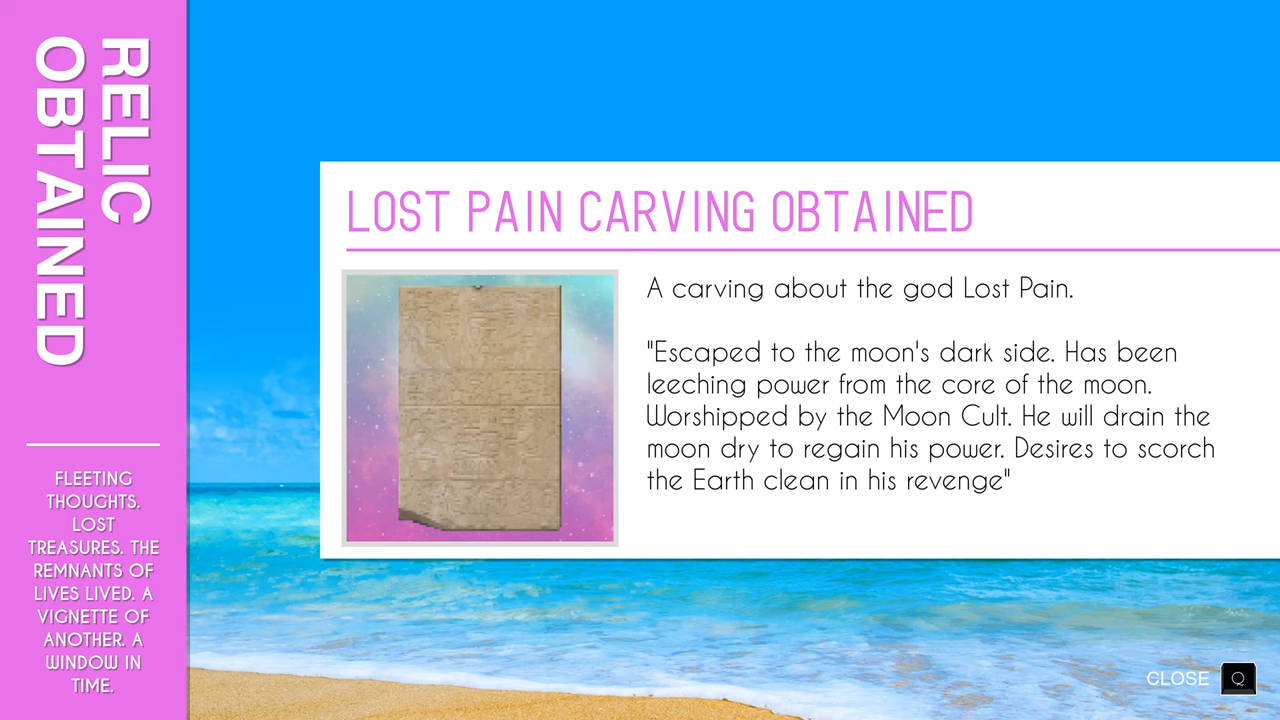 RELIC
OBTAINED
FLEETING
THOUGHTS.
LOST
TREASURES. THE
REMNANTS OF
LIVES LIVED. A
VIGNETTE OF
ANOTHER. A
WINDOW IN
TIME.
LOST PAIN CARVING OBTAINED
A carving about the god Lost Pain.
"Escaped to the moon's dark side. Has been
leeching power from the core of the moon.
Worshipped by the Moon Cult. He will drain the
moon dry to regain his power. Desires to scorch
the Earth clean in his revenge"
CLOSE Q